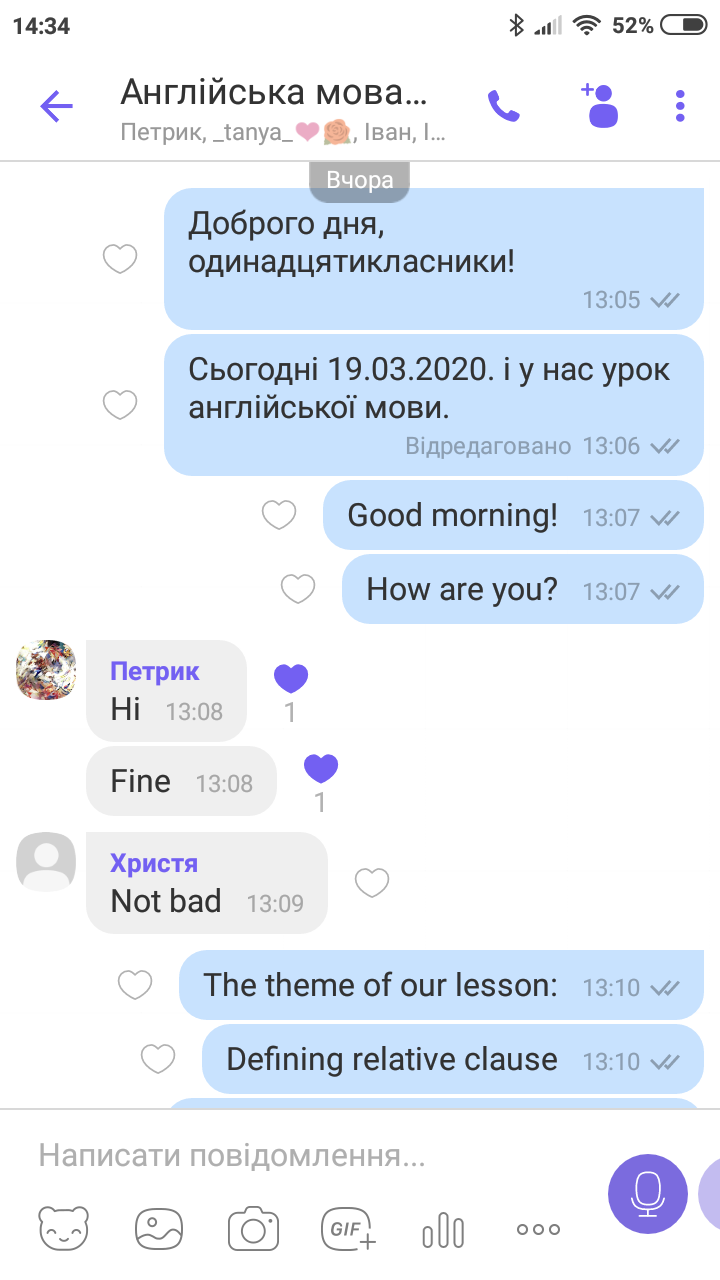 14:34
52%
Англійська мова...
Петрик, _tanya_❤🌹, Іван, І...
Вчора
Доброго дня,
одинадцятикласники!
13:05
Сьогодні 19.03.2020. і у нас урок
англійської мови.
Відредаговано 13:06
Good morning! 13:07
How are you? 13:07
Петрик
Hi 13:08
1
Fine 13:08
1
Христя
Not bad 13:09
The theme of our lesson: 13:10
Defining relative clause 13:10
Написати повідомлення...
GIF